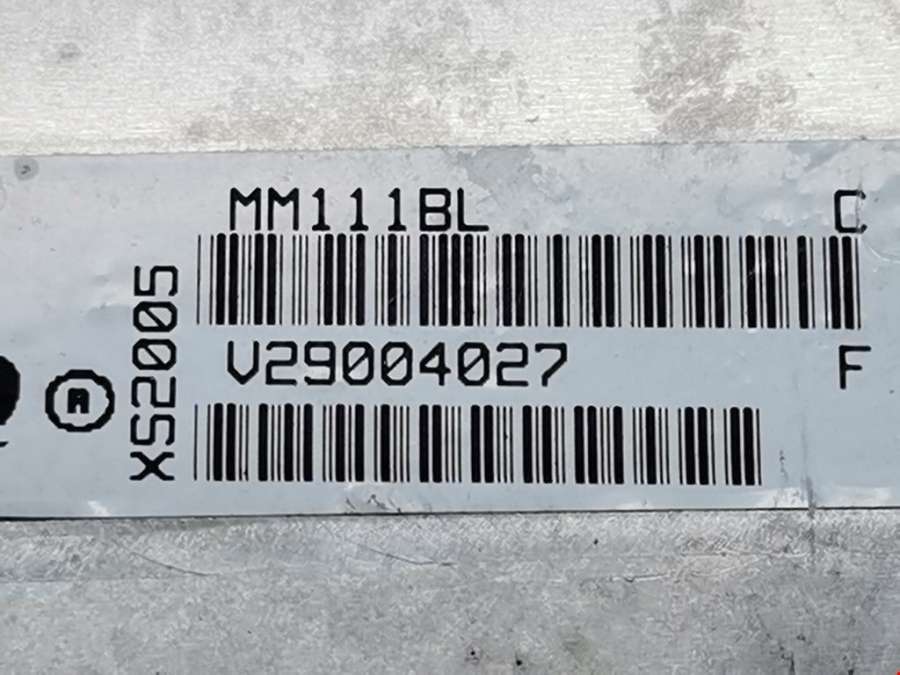 MM111BL C
XS2005
V29004027 F
A